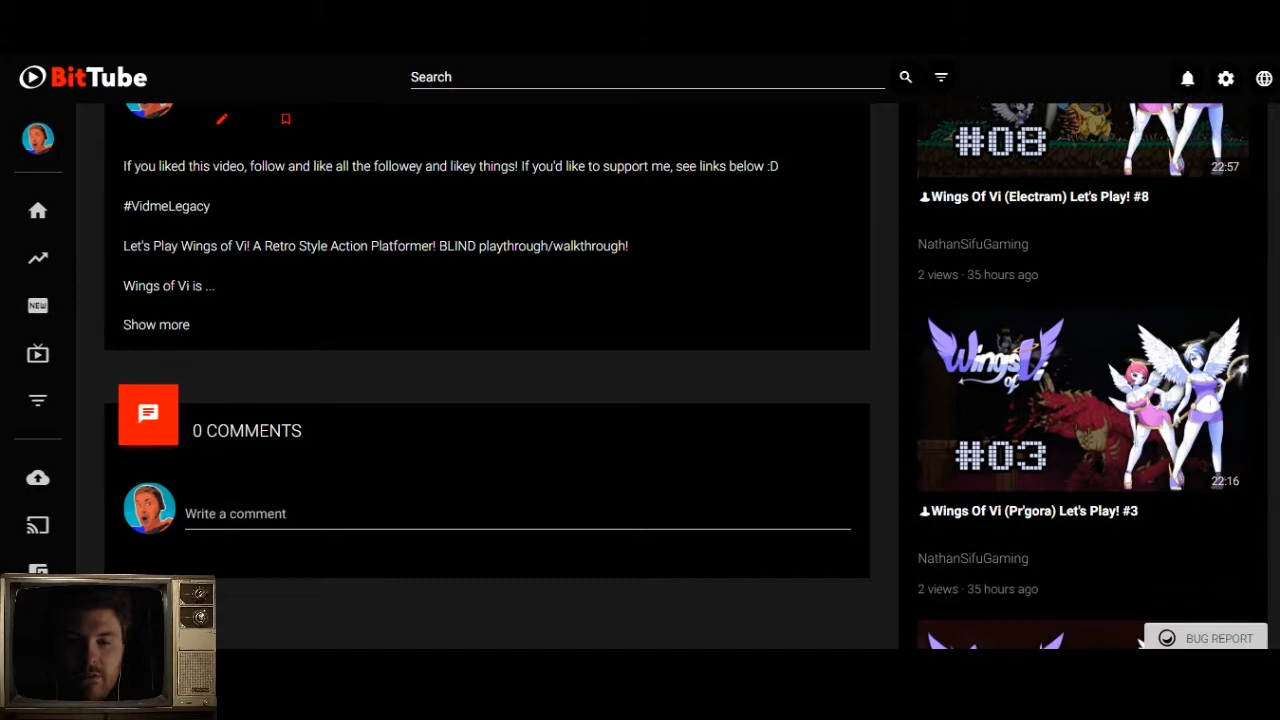 BitTube
Search
If you liked this video, follow and like all the followey and likey things! If you'd like to support me, see links below :D
#VidmeLegacy
Let's Play Wings of Vi! A Retro Style Action Platformer! BLIND playthrough/walkthrough!
Wings of Vi is ...
Show more
0 COMMENTS
Write a comment
NEW
#08
22:57
Wings Of Vi (Electram) Let's Play! #8
NathanSifuGaming
2 views · 35 hours ago
Wings of Vi
#03
22:16
Wings Of Vi (Pr'gora) Let's Play! #3
NathanSifuGaming
2 views · 35 hours ago
BUG REPORT